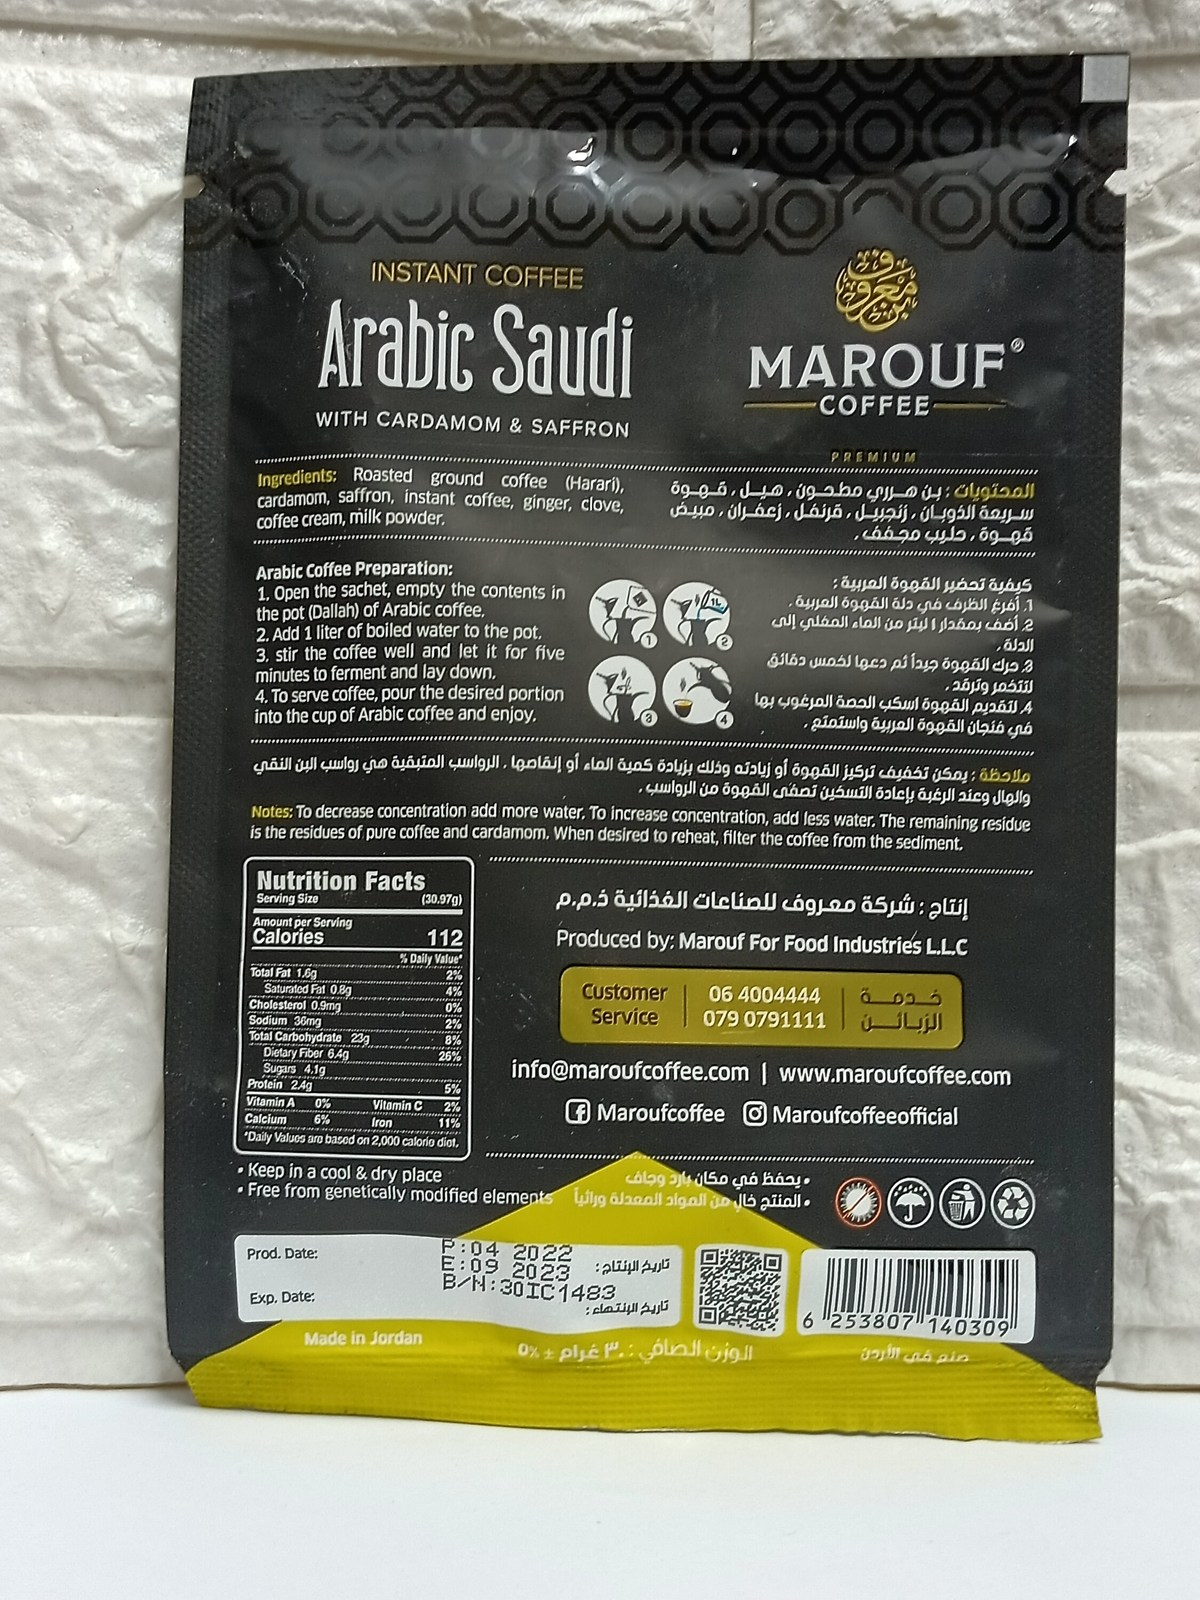 INSTANT COFFEE
Arabic Saudi
WITH CARDAMOM & SAFFRON
MAROUF®
COFFEE
PREMIUM
Ingredients: Roasted ground coffee (Harari),
cardamom, saffron, instant coffee, ginger, clove,
coffee cream, milk powder.
المحتويات : بن هرري مطحون ، هيل ، قهوة
سريعة الذوبان ، زنجبيل ، قرنفل ، زعفران ، مبيض
قهوة ، حليب مجفف .
Arabic Coffee Preparation:
1. Open the sachet, empty the contents in
the pot (Dallah) of Arabic coffee.
2. Add 1 liter of boiled water to the pot.
3. stir the coffee well and let it for five
minutes to ferment and lay down.
4. To serve coffee, pour the desired portion
into the cup of Arabic coffee and enjoy.
1
1L
2
3
4
كيفية تحضير القهوة العربية :
1. أفرغ الظرف في دلة القهوة العربية .
2. أضف بمقدار ١ ليتر من الماء المغلي إلى
الدلة .
3. حرك القهوة جيداً ثم دعها لخمس دقائق
لتتخمر وترقد .
4. لتقديم القهوة اسكب الحصة المرغوب بها
في فنجان القهوة العربية واستمتع .
ملاحظة : يمكن تخفيف تركيز القهوة أو زيادته وذلك بزيادة كمية الماء أو إنقاصها . الرواسب المتبقية هي رواسب البن النقي
والهال وعند الرغبة بإعادة التسخين تصفى القهوة من الرواسب .
Notes: To decrease concentration add more water. To increase concentration, add less water. The remaining residue
is the residues of pure coffee and cardamom. When desired to reheat, filter the coffee from the sediment.
Nutrition Facts
Serving Size (30.97g)
Amount per Serving
Calories 112
% Daily Value*
Total Fat 1.6g 2%
Saturated Fat 0.8g 4%
Cholesterol 0.9mg 0%
Sodium 36mg 2%
Total Carbohydrate 23g 8%
Dietary Fiber 6.4g 26%
Sugars 4.1g
Protein 2.4g 5%
Vitamin A 0% Vitamin C 2%
Calcium 6% Iron 11%
*Daily Values are based on 2,000 calorie diet.
إنتاج : شركة معروف للصناعات الغذائية ذ.م.م
Produced by: Marouf For Food Industries L.L.C
Customer
Service
06 4004444
079 0791111
خدمة
الزبائن
info@maroufcoffee.com | www.maroufcoffee.com
Maroufcoffee Maroufcoffeeofficial
• Keep in a cool & dry place
• Free from genetically modified elements
• يحفظ في مكان بارد وجاف
• المنتج خال من المواد المعدلة وراثياً
Prod. Date:
Exp. Date:
P:04 2022
E:09 2023
B/N:30IC1483
تاريخ الإنتاج :
تاريخ الإنتهاء :
6 253807 140309
Made in Jordan
الوزن الصافي : ٣٠ غرام ± ٥%
صنع في الأردن